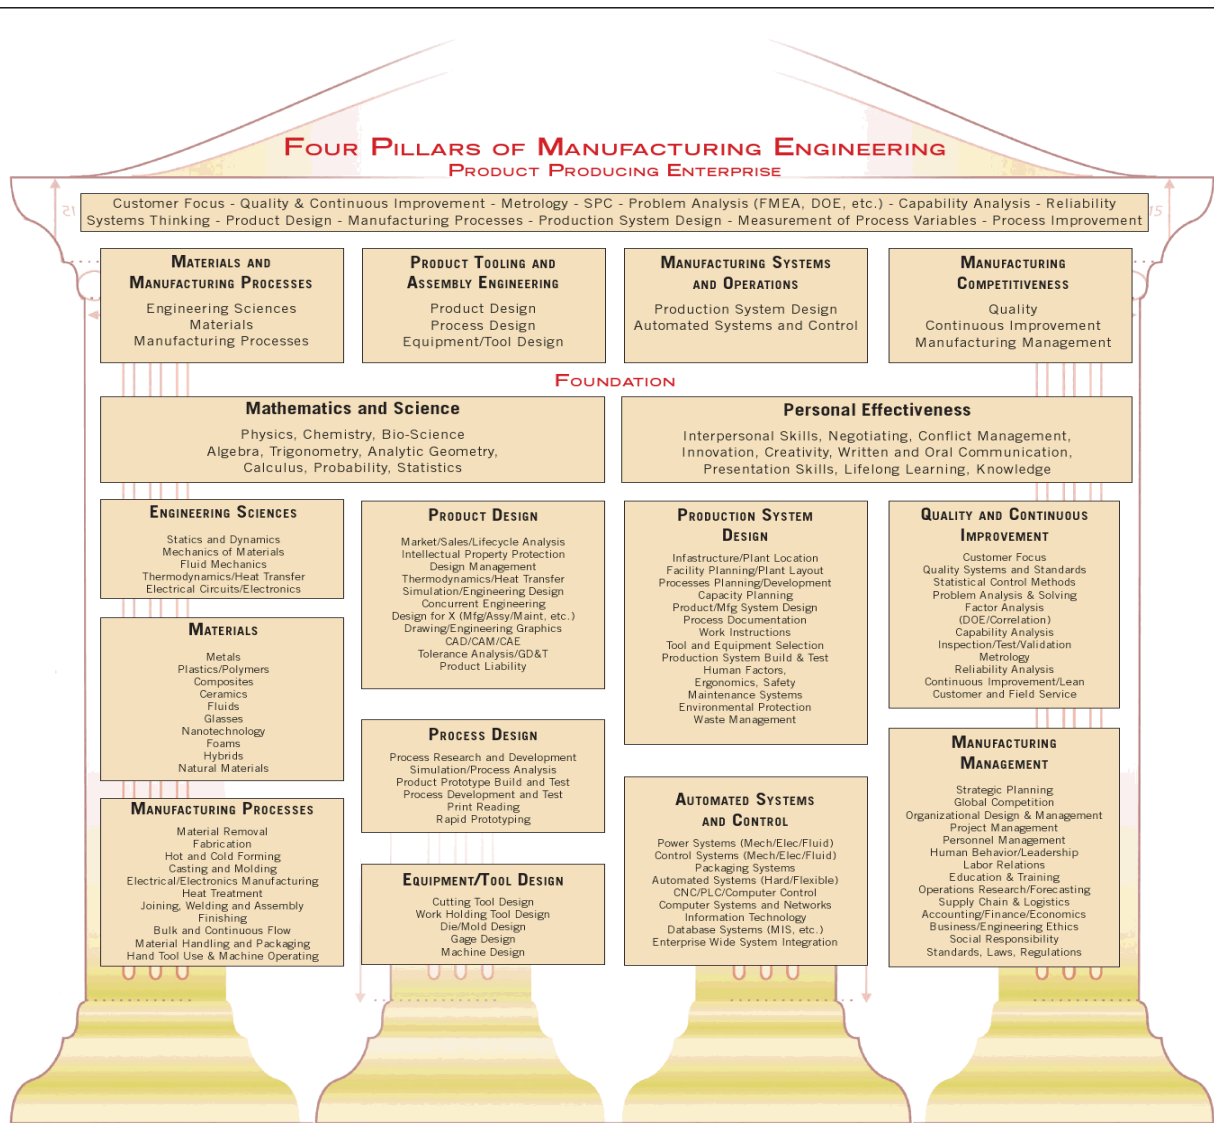 Four Pillars of Manufacturing Engineering
Product Producing Enterprise
Customer Focus - Quality & Continuous Improvement - Metrology - SPC - Problem Analysis (FMEA, DOE, etc.) - Capability Analysis - Reliability
Systems Thinking - Product Design - Manufacturing Processes - Production System Design - Measurement of Process Variables - Process Improvement
15
15
Materials and
Manufacturing Processes
Engineering Sciences
Materials
Manufacturing Processes
Product Tooling and
Assembly Engineering
Product Design
Process Design
Equipment/Tool Design
Manufacturing Systems
and Operations
Production System Design
Automated Systems and Control
Manufacturing
Competitiveness
Quality
Continuous Improvement
Manufacturing Management
Foundation
Mathematics and Science
Physics, Chemistry, Bio-Science
Algebra, Trigonometry, Analytic Geometry,
Calculus, Probability, Statistics
Personal Effectiveness
Interpersonal Skills, Negotiating, Conflict Management,
Innovation, Creativity, Written and Oral Communication,
Presentation Skills, Lifelong Learning, Knowledge
Engineering Sciences
Statics and Dynamics
Mechanics of Materials
Fluid Mechanics
Thermodynamics/Heat Transfer
Electrical Circuits/Electronics
Materials
Metals
Plastics/Polymers
Composites
Ceramics
Fluids
Glasses
Nanotechnology
Foams
Hybrids
Natural Materials
Manufacturing Processes
Material Removal
Fabrication
Hot and Cold Forming
Casting and Molding
Electrical/Electronics Manufacturing
Heat Treatment
Joining, Welding and Assembly
Finishing
Bulk and Continuous Flow
Material Handling and Packaging
Hand Tool Use & Machine Operating
Product Design
Market/Sales/Lifecycle Analysis
Intellectual Property Protection
Design Management
Thermodynamics/Heat Transfer
Simulation/Engineering Design
Concurrent Engineering
Design for X (Mfg/Assy/Maint, etc.)
Drawing/Engineering Graphics
CAD/CAM/CAE
Tolerance Analysis/GD&T
Product Liability
Process Design
Process Research and Development
Simulation/Process Analysis
Product Prototype Build and Test
Process Development and Test
Print Reading
Rapid Prototyping
Equipment/Tool Design
Cutting Tool Design
Work Holding Tool Design
Die/Mold Design
Gage Design
Machine Design
Production System
Design
Infastructure/Plant Location
Facility Planning/Plant Layout
Processes Planning/Development
Capacity Planning
Product/Mfg System Design
Process Documentation
Work Instructions
Tool and Equipment Selection
Production System Build & Test
Human Factors,
Ergonomics, Safety
Maintenance Systems
Environmental Protection
Waste Management
Automated Systems
and Control
Power Systems (Mech/Elec/Fluid)
Control Systems (Mech/Elec/Fluid)
Packaging Systems
Automated Systems (Hard/Flexible)
CNC/PLC/Computer Control
Computer Systems and Networks
Information Technology
Database Systems (MIS, etc.)
Enterprise Wide System Integration
Quality and Continuous
Improvement
Customer Focus
Quality Systems and Standards
Statistical Control Methods
Problem Analysis & Solving
Factor Analysis
(DOE/Correlation)
Capability Analysis
Inspection/Test/Validation
Metrology
Reliability Analysis
Continuous Improvement/Lean
Customer and Field Service
Manufacturing
Management
Strategic Planning
Global Competition
Organizational Design & Management
Project Management
Personnel Management
Human Behavior/Leadership
Labor Relations
Education & Training
Operations Research/Forecasting
Supply Chain & Logistics
Accounting/Finance/Economics
Business/Engineering Ethics
Social Responsibility
Standards, Laws, Regulations